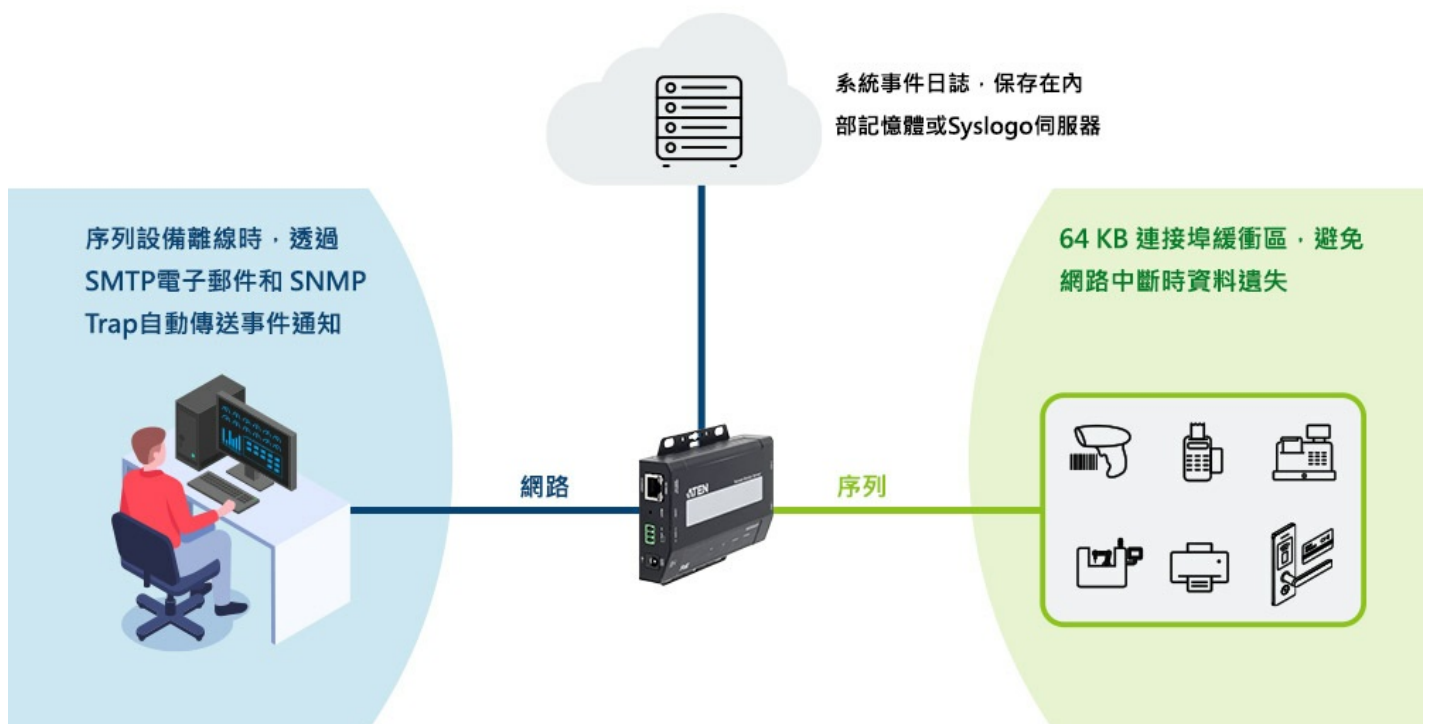 系統事件日誌，保存在內
部記憶體或Syslogo伺服器
序列設備離線時，透過
SMTP電子郵件和 SNMP
Trap自動傳送事件通知
64 KB 連接埠緩衝區，避免
網路中斷時資料遺失
網路
ATEN
序列